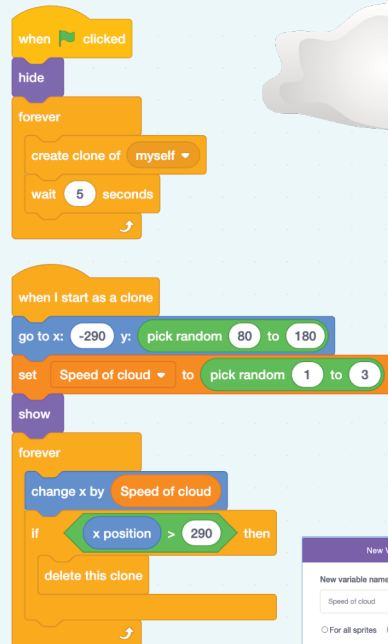 when clicked
hide
forever
create clone of myself
wait 5 seconds
when I start as a clone
go to x: -290 y: pick random 80 to 180
set Speed of cloud to pick random 1 to 3
show
forever
change x by Speed of cloud
if x position > 290 then
delete this clone
New
New variable name
Speed of cloud
For all sprites